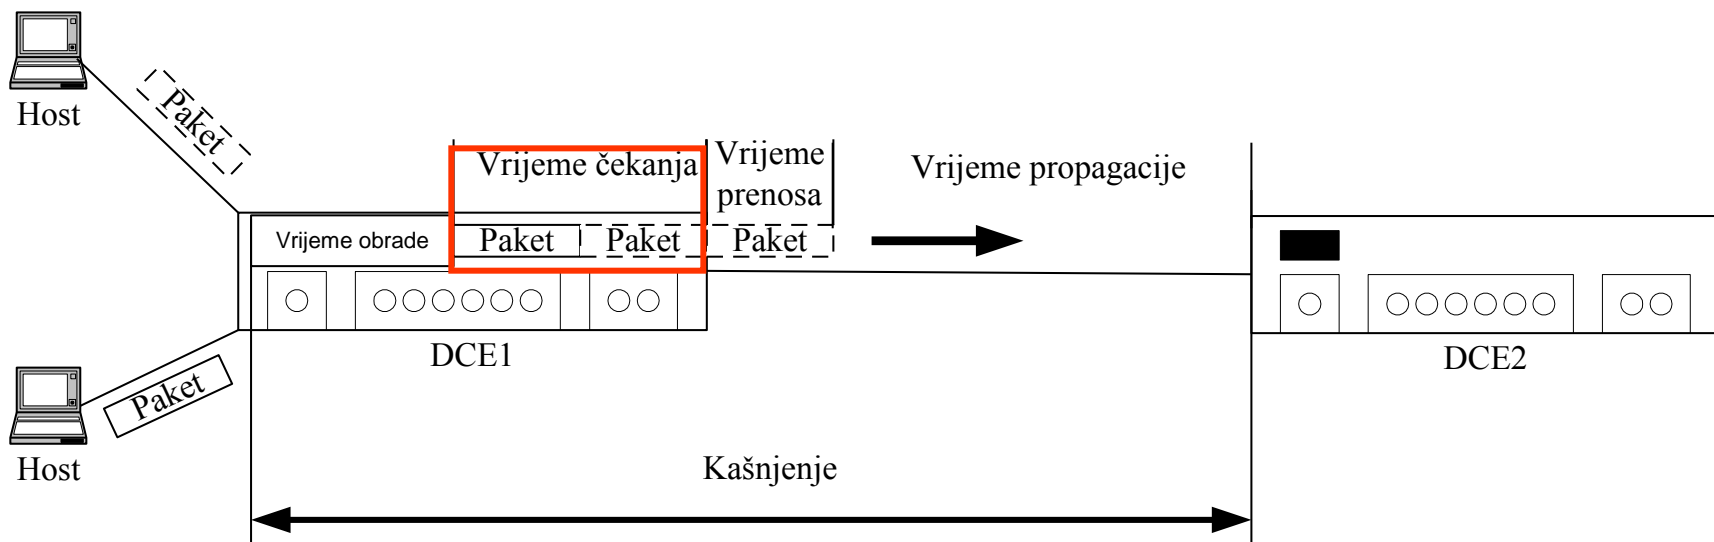 Host
Paket
Vrijeme čekanja
Vrijeme
prenosa
Vrijeme propagacije
Vrijeme obrade
Paket
Paket
Paket
DCE1
DCE2
Paket
Host
Kašnjenje